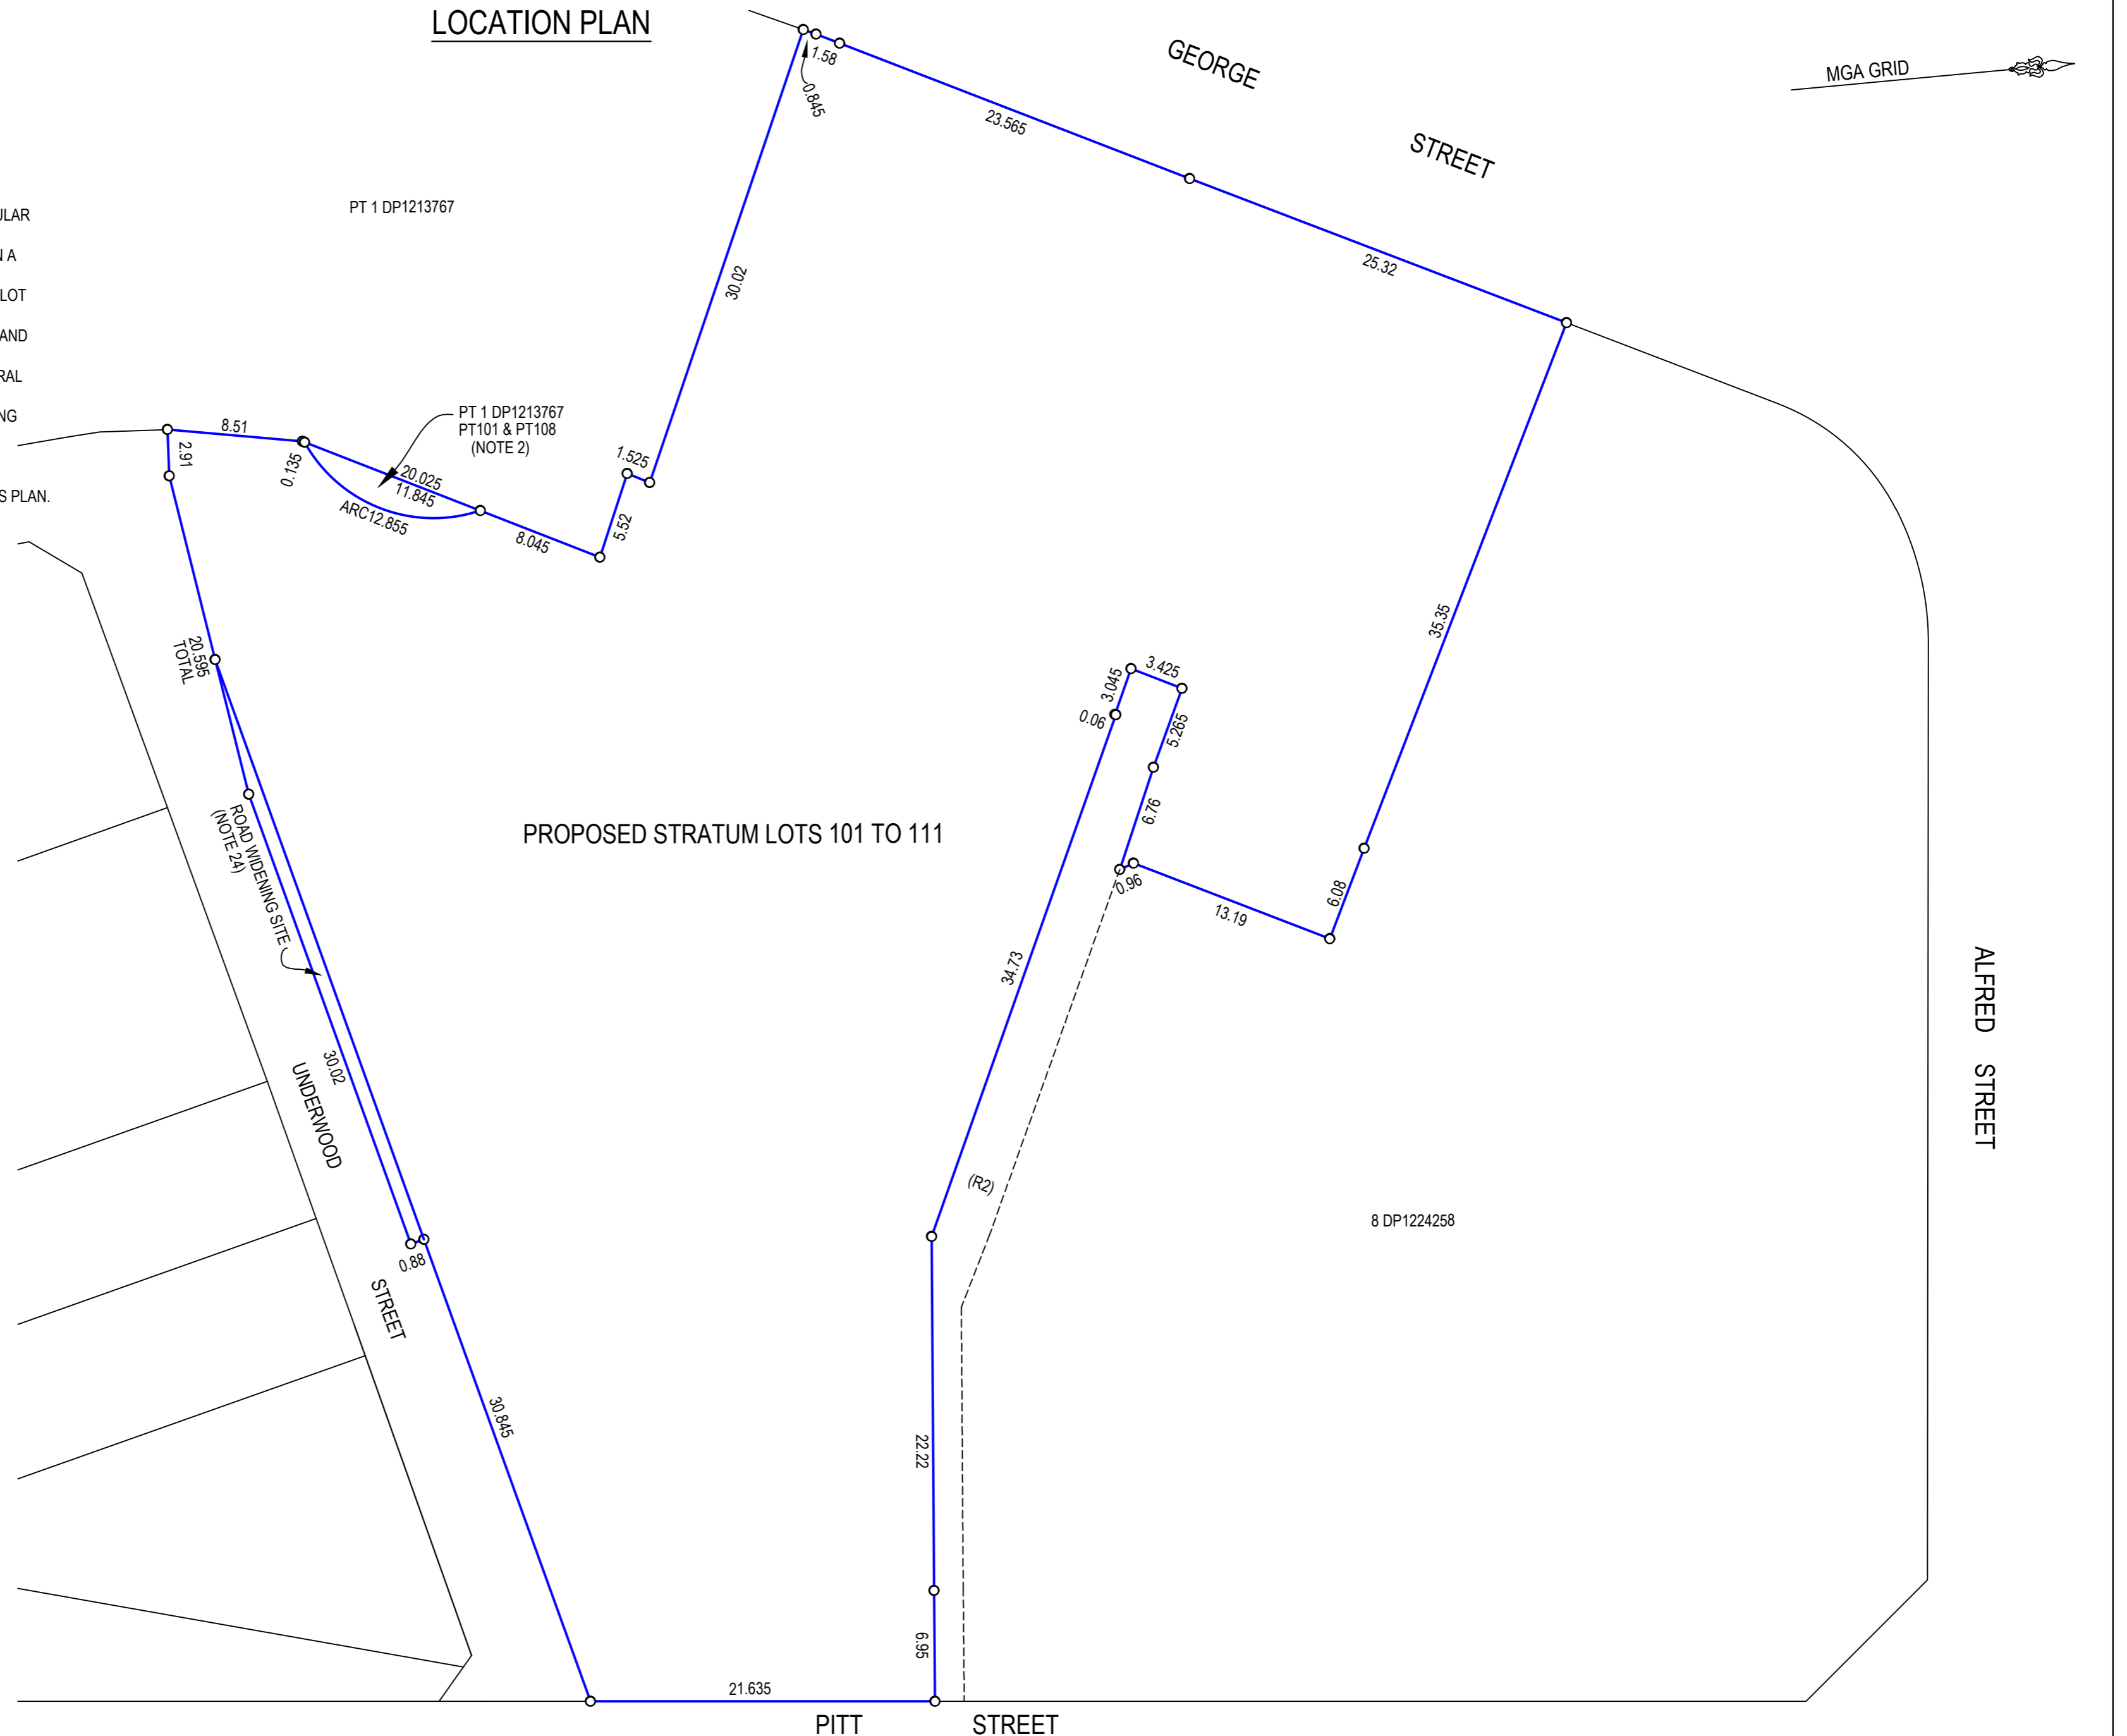 LOCATION PLAN
GEORGE
STREET
MGA GRID
1.58
0.845
23.565
25.32
PT 1 DP1213767
ULAR
N A
LOT
AND
RAL
NG
S PLAN.
30.02
8.51
2.91
0.135
PT 1 DP1213767
PT101 & PT108
(NOTE 2)
20.025
11.845
ARC12.855
8.045
1.525
5.52
35.35
20.595
TOTAL
3.045
3.425
0.06
5.265
6.76
0.96
13.19
6.08
PROPOSED STRATUM LOTS 101 TO 111
ROAD WIDENING SITE
(NOTE 24)
34.73
30.02
UNDERWOOD
STREET
0.88
(R2)
8 DP1224258
ALFRED STREET
30.845
22.22
6.95
21.635
PITT STREET